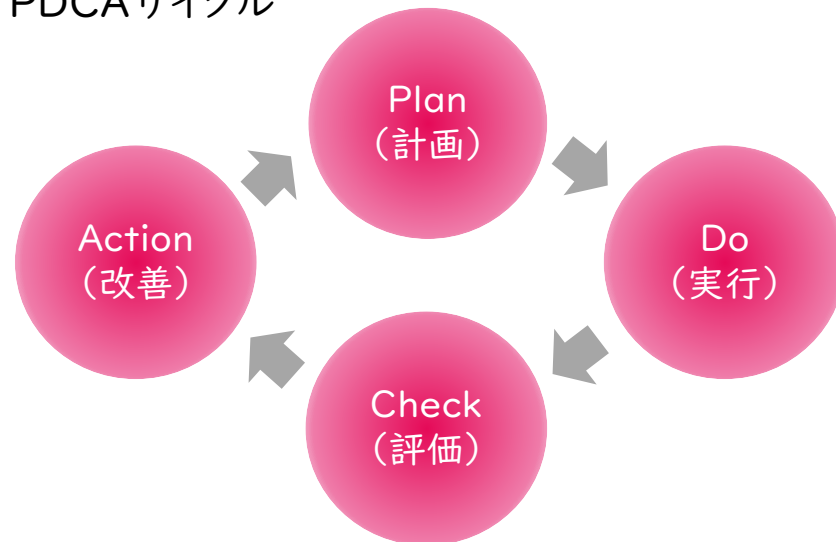 PDCAサイクル
Plan
(計画)
Do
(実行)
Check
(評価)
Action
(改善)